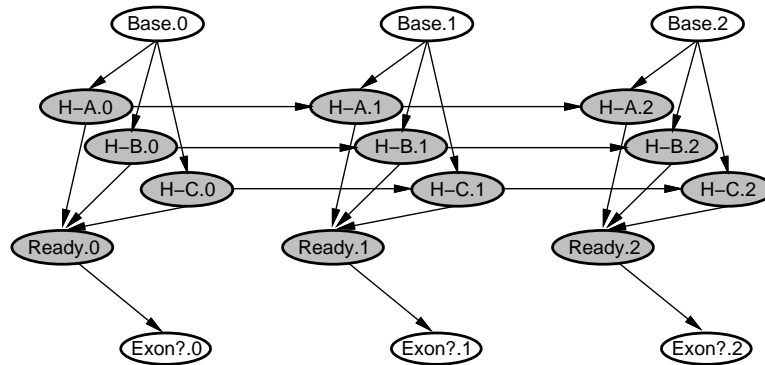 Base.0 Base.1 Base.2
H−A.0 H−A.1 H−A.2
H−B.0 H−B.1 H−B.2
H−C.0 H−C.1 H−C.2
Ready.0 Ready.1 Ready.2
Exon?.0 Exon?.1 Exon?.2